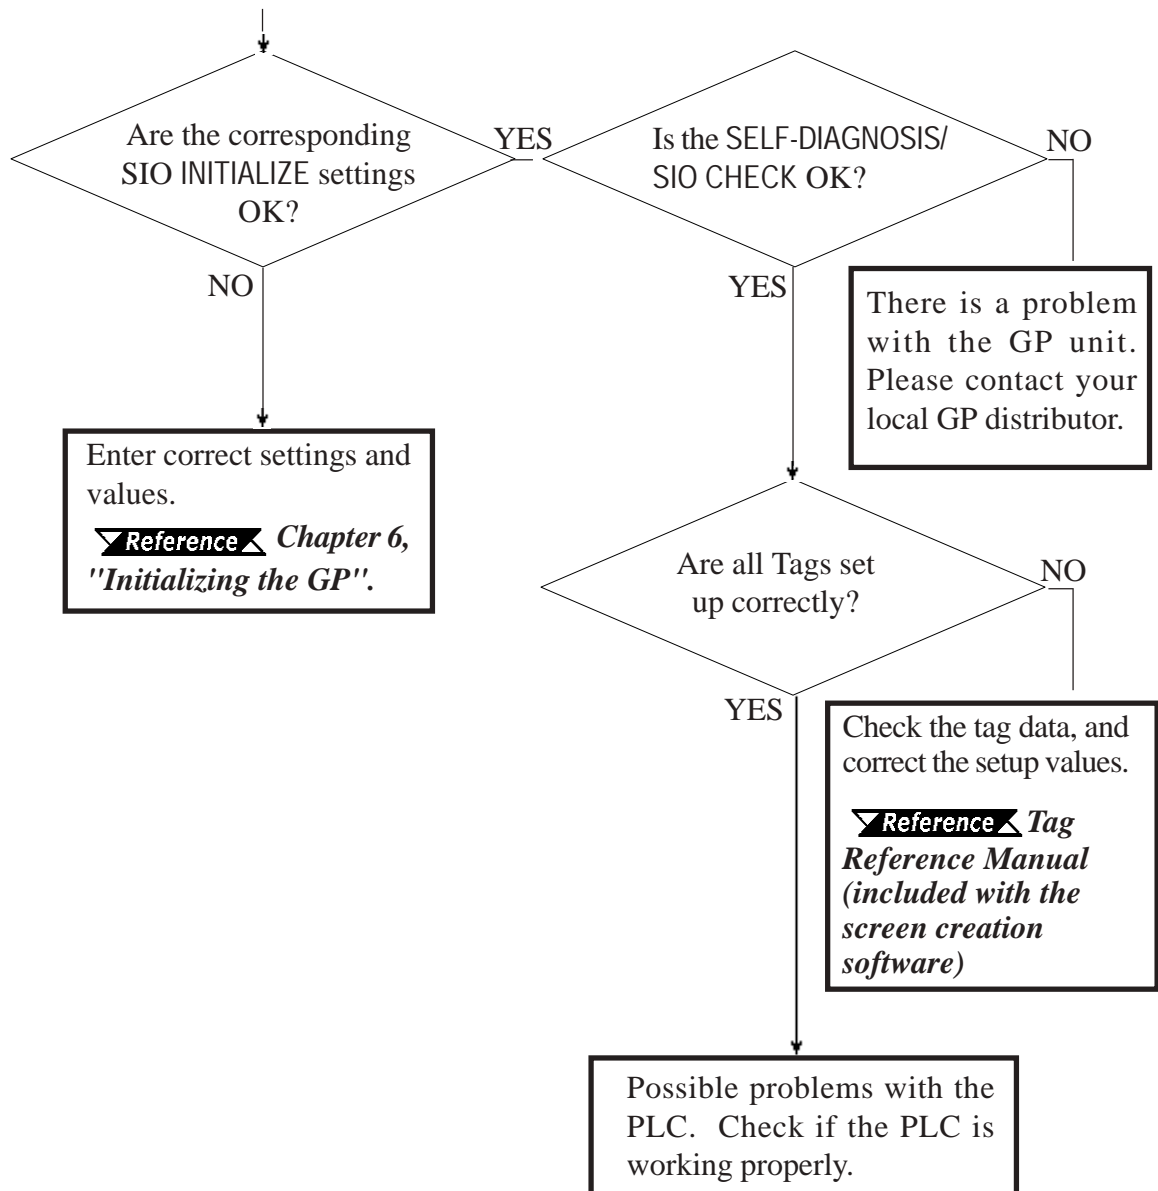 Are the corresponding
SIO INITIALIZE settings
OK?
YES
NO
Is the SELF-DIAGNOSIS/
SIO CHECK OK?
NO
YES
There is a problem
with the GP unit.
Please contact your
local GP distributor.
Enter correct settings and
values.
Reference Chapter 6,
"Initializing the GP".
Are all Tags set
up correctly?
NO
YES
Check the tag data, and
correct the setup values.
Reference Tag
Reference Manual
(included with the
screen creation
software)
Possible problems with the
PLC. Check if the PLC is
working properly.